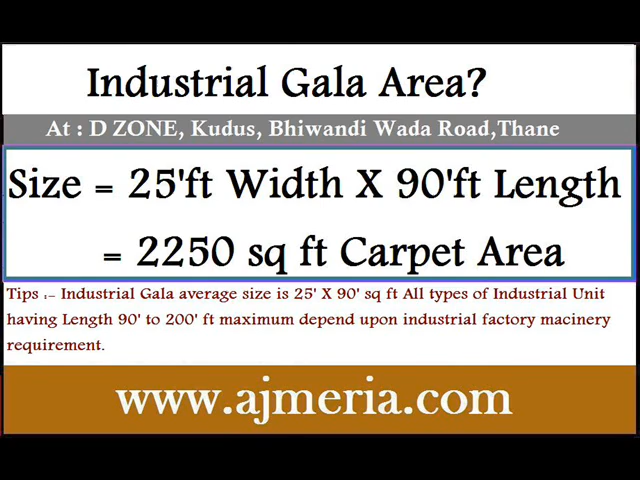 Industrial Gala Area?
At : D ZONE, Kudus, Bhiwandi Wada Road,Thane
Size = 25'ft Width X 90'ft Length
= 2250 sq ft Carpet Area
Tips :– Industrial Gala average size is 25' X 90' sq ft All types of Industrial Unit
having Length 90' to 200' ft maximum depend upon industrial factory macinery
requirement.
www.ajmeria.com